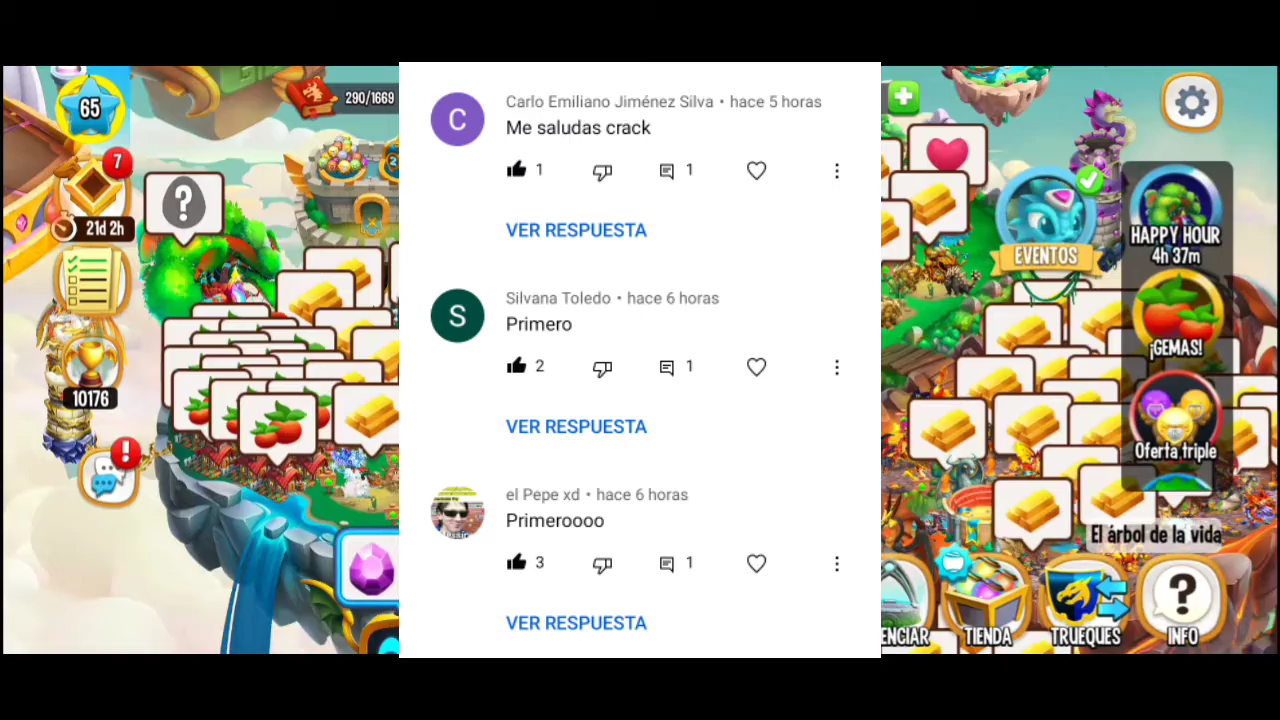 65
290/1669
7
21d 2h
?
10176
!
C
Carlo Emiliano Jiménez Silva • hace 5 horas
Me saludas crack
1
1
VER RESPUESTA
S
Silvana Toledo • hace 6 horas
Primero
2
1
VER RESPUESTA
el Pepe xd • hace 6 horas
Primeroooo
3
1
VER RESPUESTA
EVENTOS
HAPPY HOUR
4h 37m
¡GEMAS!
Oferta triple
El árbol de la vida
ENCIAR
TIENDA
TRUEQUES
?
INFO